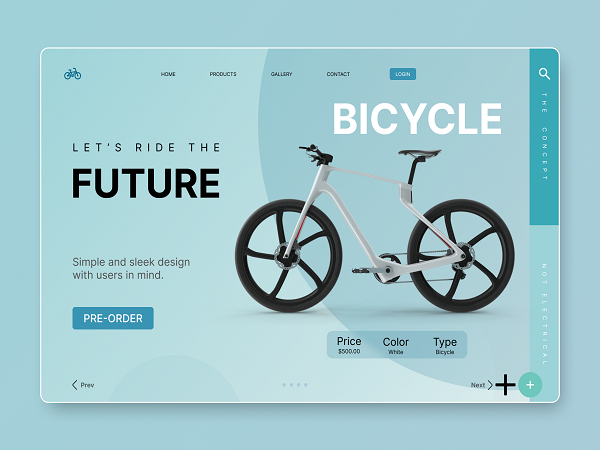 HOME
PRODUCTS
GALLERY
CONTACT
LOGIN
BICYCLE
LET'S RIDE THE
FUTURE
Simple and sleek design
with users in mind.
PRE-ORDER
Price
$500.00
Color
White
Type
Bicycle
Prev
Next
THE CONCEPT
NOT ELECTRICAL